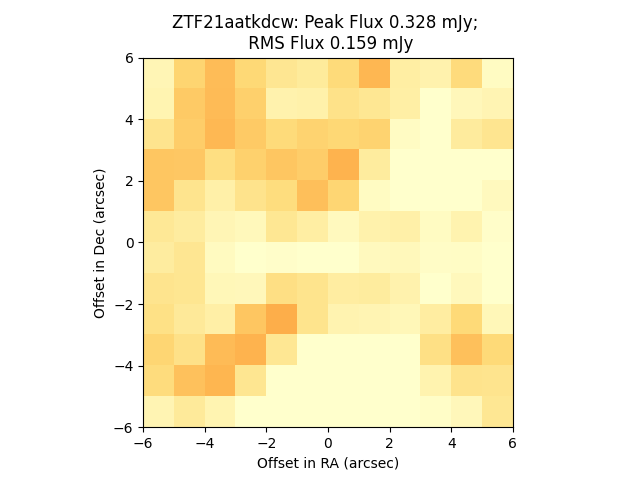 ZTF21aatkdcw: Peak Flux 0.328 mJy;
RMS Flux 0.159 mJy
6
4
2
0
−2
−4
−6
Offset in Dec (arcsec)
−6 −4 −2 0 2 4 6
Offset in RA (arcsec)